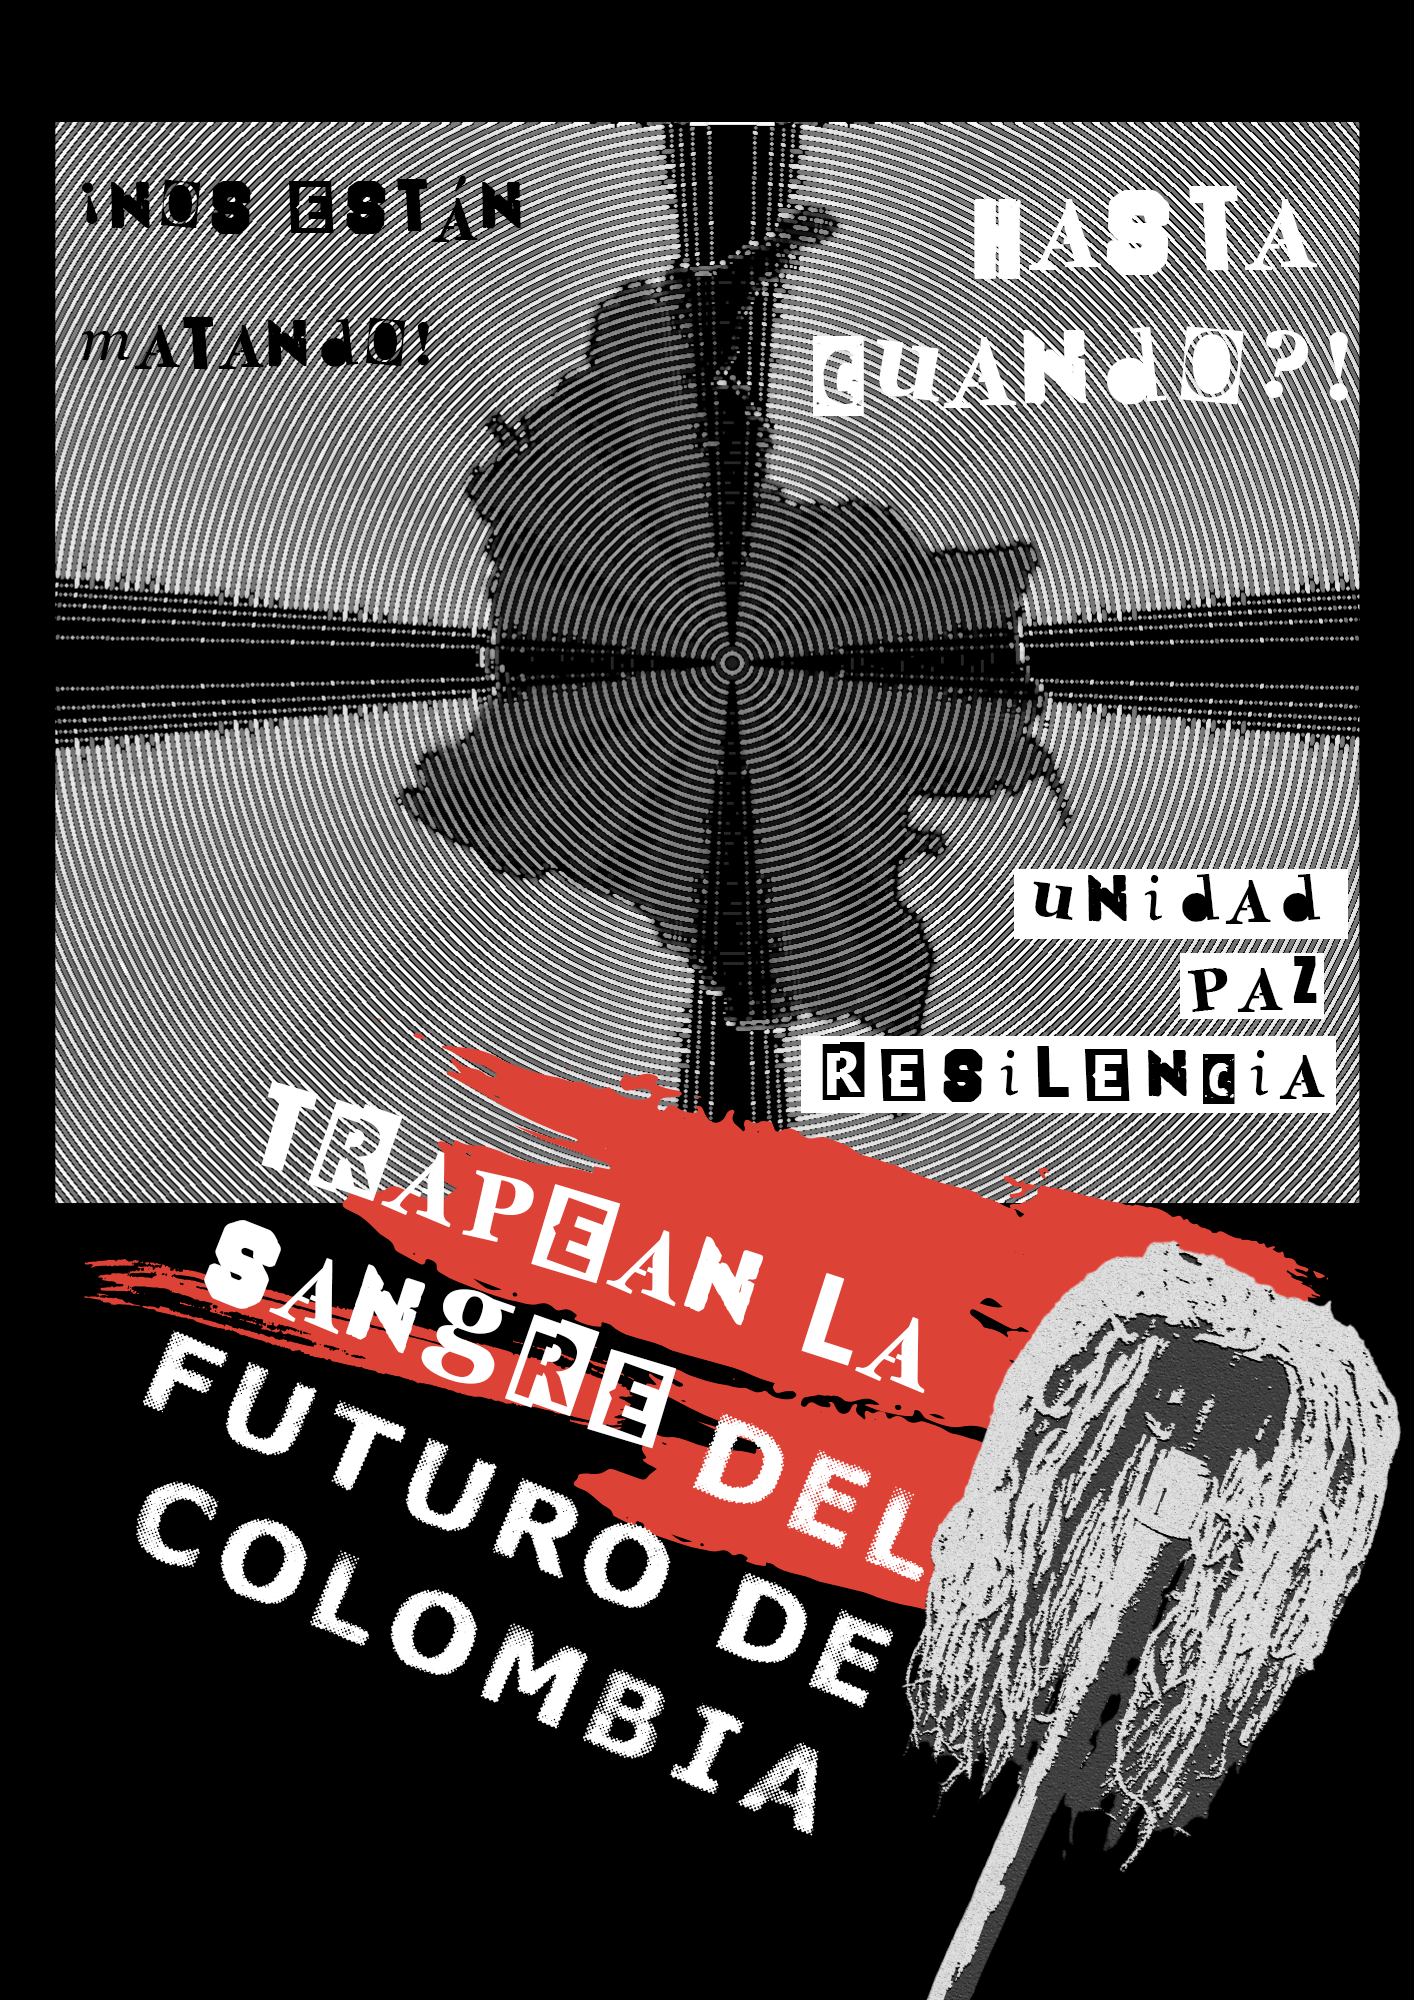 ¡NOS ESTÁN
mATANdO!
HASTA
CuANdO?!
uNidAd
PAZ
RESiLENCiA
TRAPEAN LA
SANgRE DEL
FUTURO DE
COLOMBIA